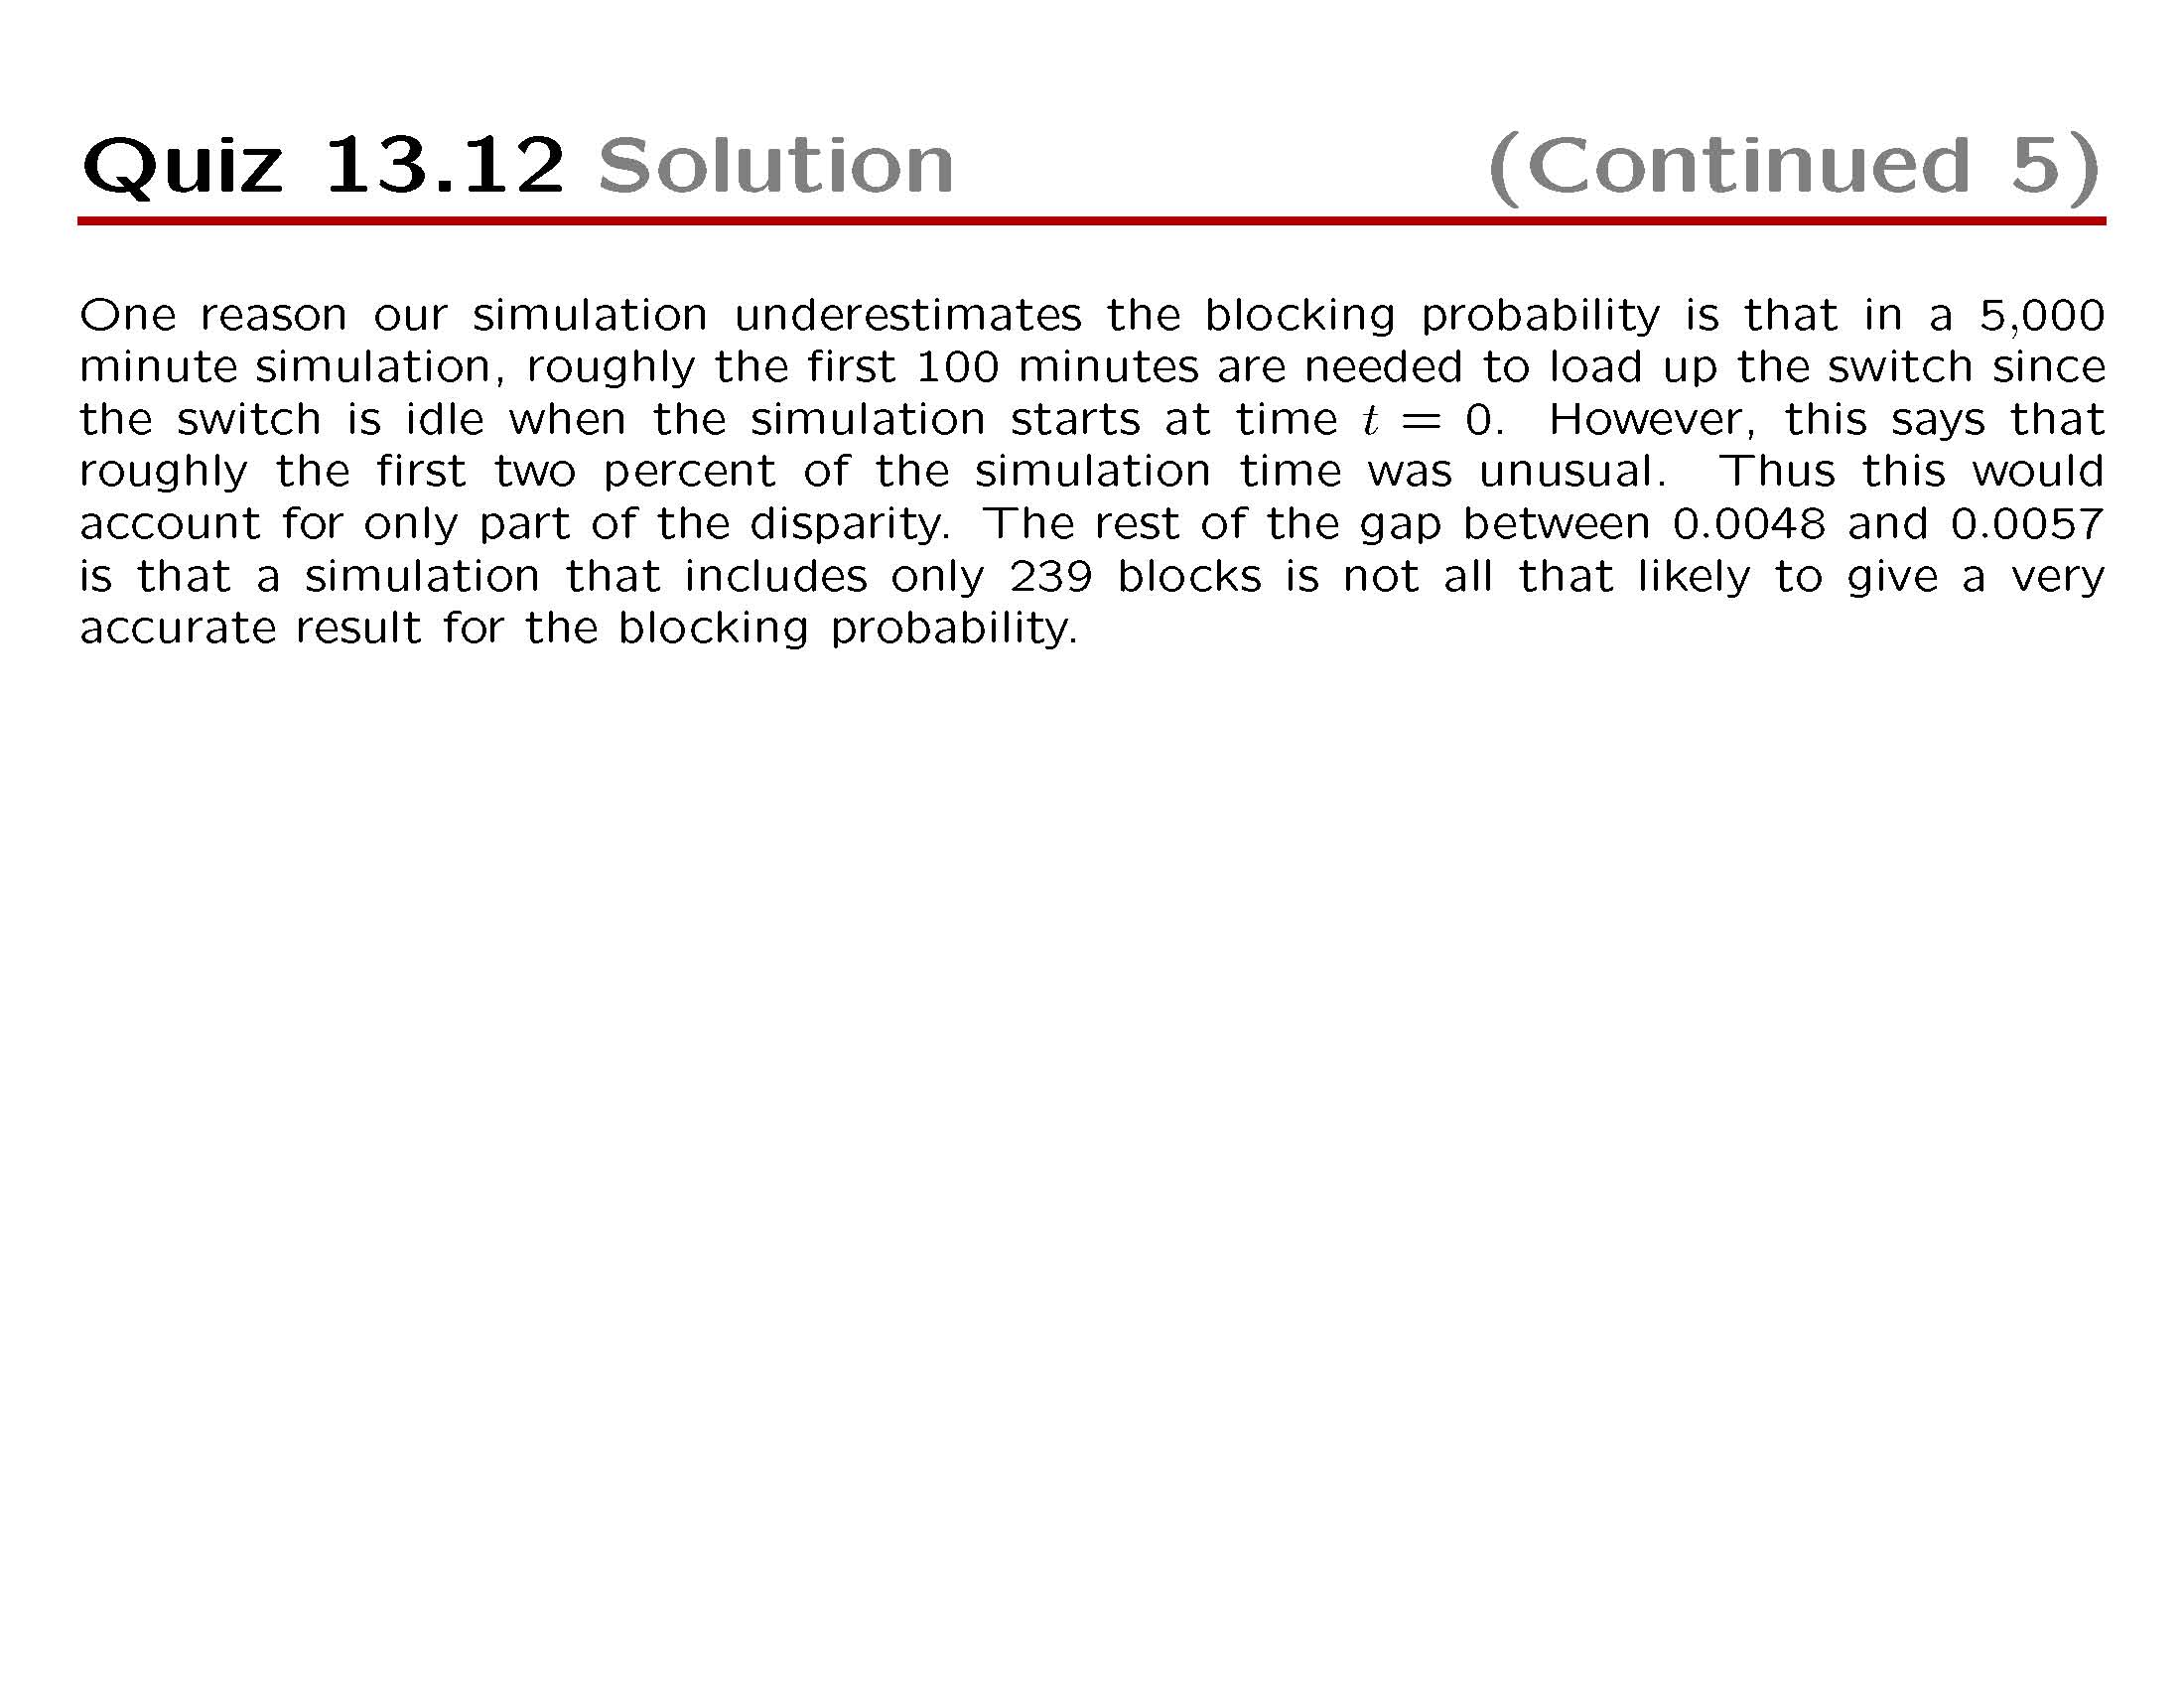 Quiz 13.12 Solution (Continued 5)
One reason our simulation underestimates the blocking probability is that in a 5,000
minute simulation, roughly the first 100 minutes are needed to load up the switch since
the switch is idle when the simulation starts at time t = 0. However, this says that
roughly the first two percent of the simulation time was unusual. Thus this would
account for only part of the disparity. The rest of the gap between 0.0048 and 0.0057
is that a simulation that includes only 239 blocks is not all that likely to give a very
accurate result for the blocking probability.